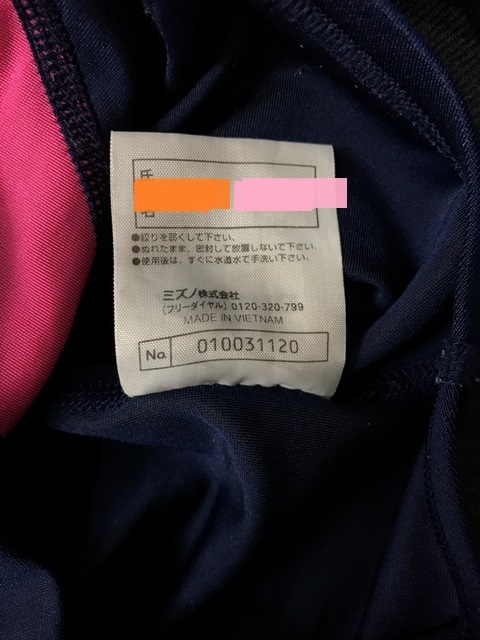 氏名
●絞りを弱くして下さい。
●ぬれたまま、密封して放置しないで下さい。
●使用後は、すぐに水道水で手洗い下さい。
ミズノ株式会社
(フリーダイヤル) 0120-320-799
MADE IN VIETNAM
No. 010031120